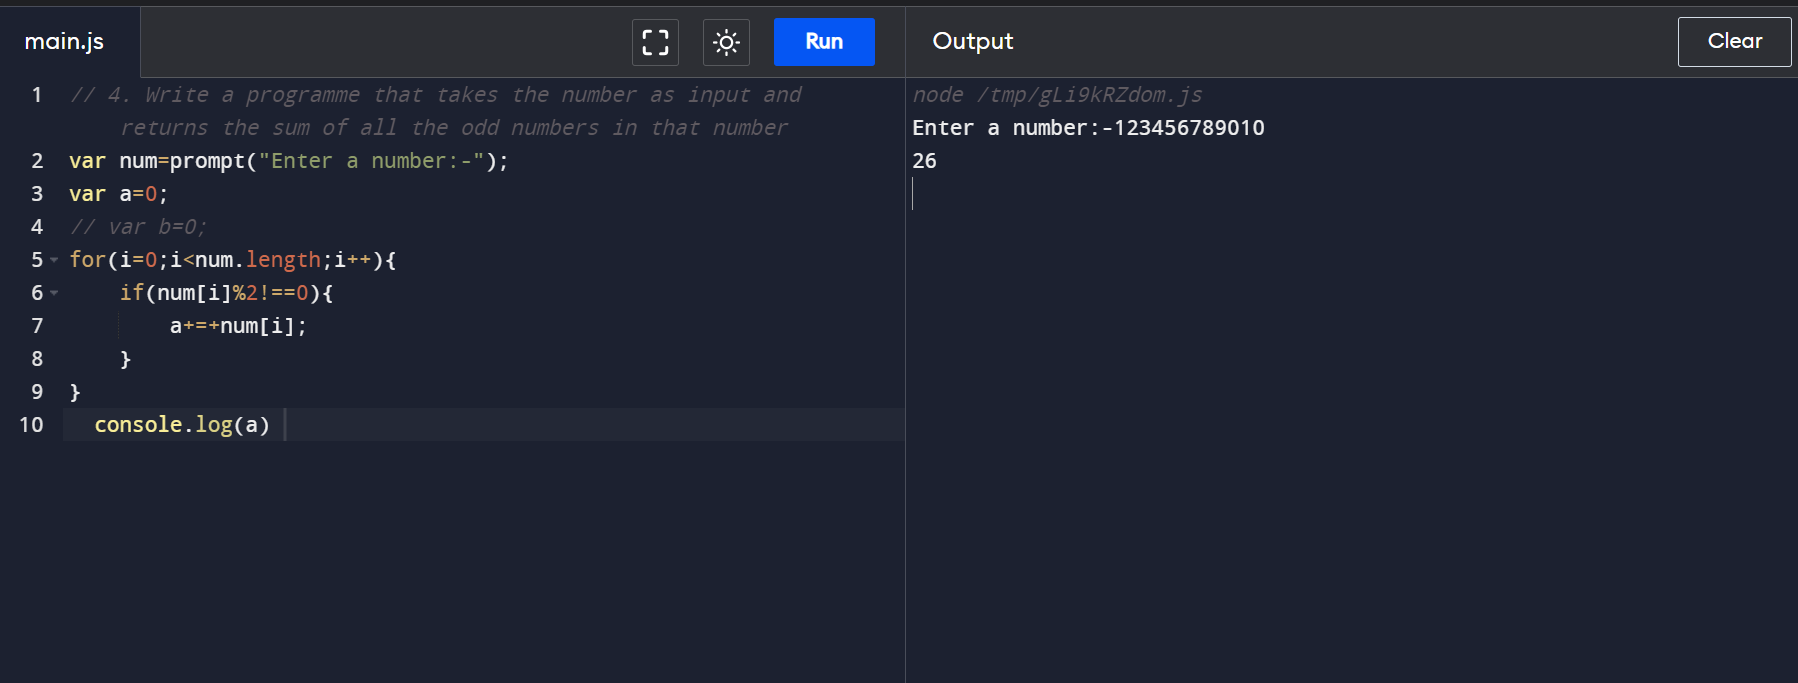 main.js
Run
Output
Clear
1 // 4. Write a programme that takes the number as input and
returns the sum of all the odd numbers in that number
2 var num=prompt("Enter a number:-");
3 var a=0;
4 // var b=0;
5 for(i=0;i<num.length;i++){
6 if(num[i]%2!==0){
7 a+=+num[i];
8 }
9 }
10 console.log(a)
node /tmp/gLi9kRZdom.js
Enter a number:-123456789010
26